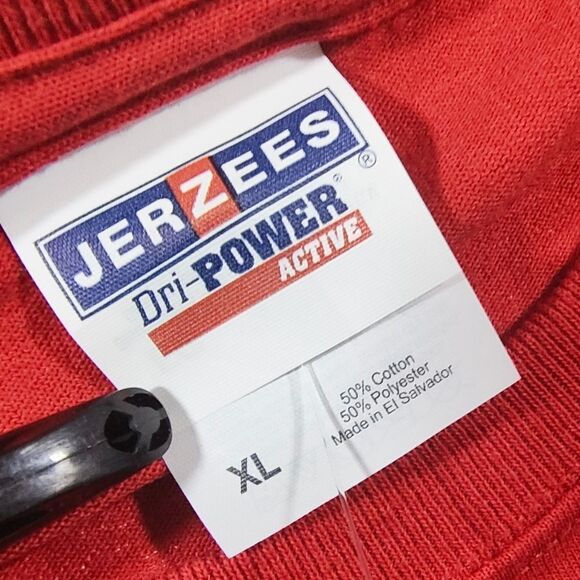 JERZEES®
Dri-POWER®
ACTIVE
50% Cotton
50% Polyester
Made in El Salvador
XL